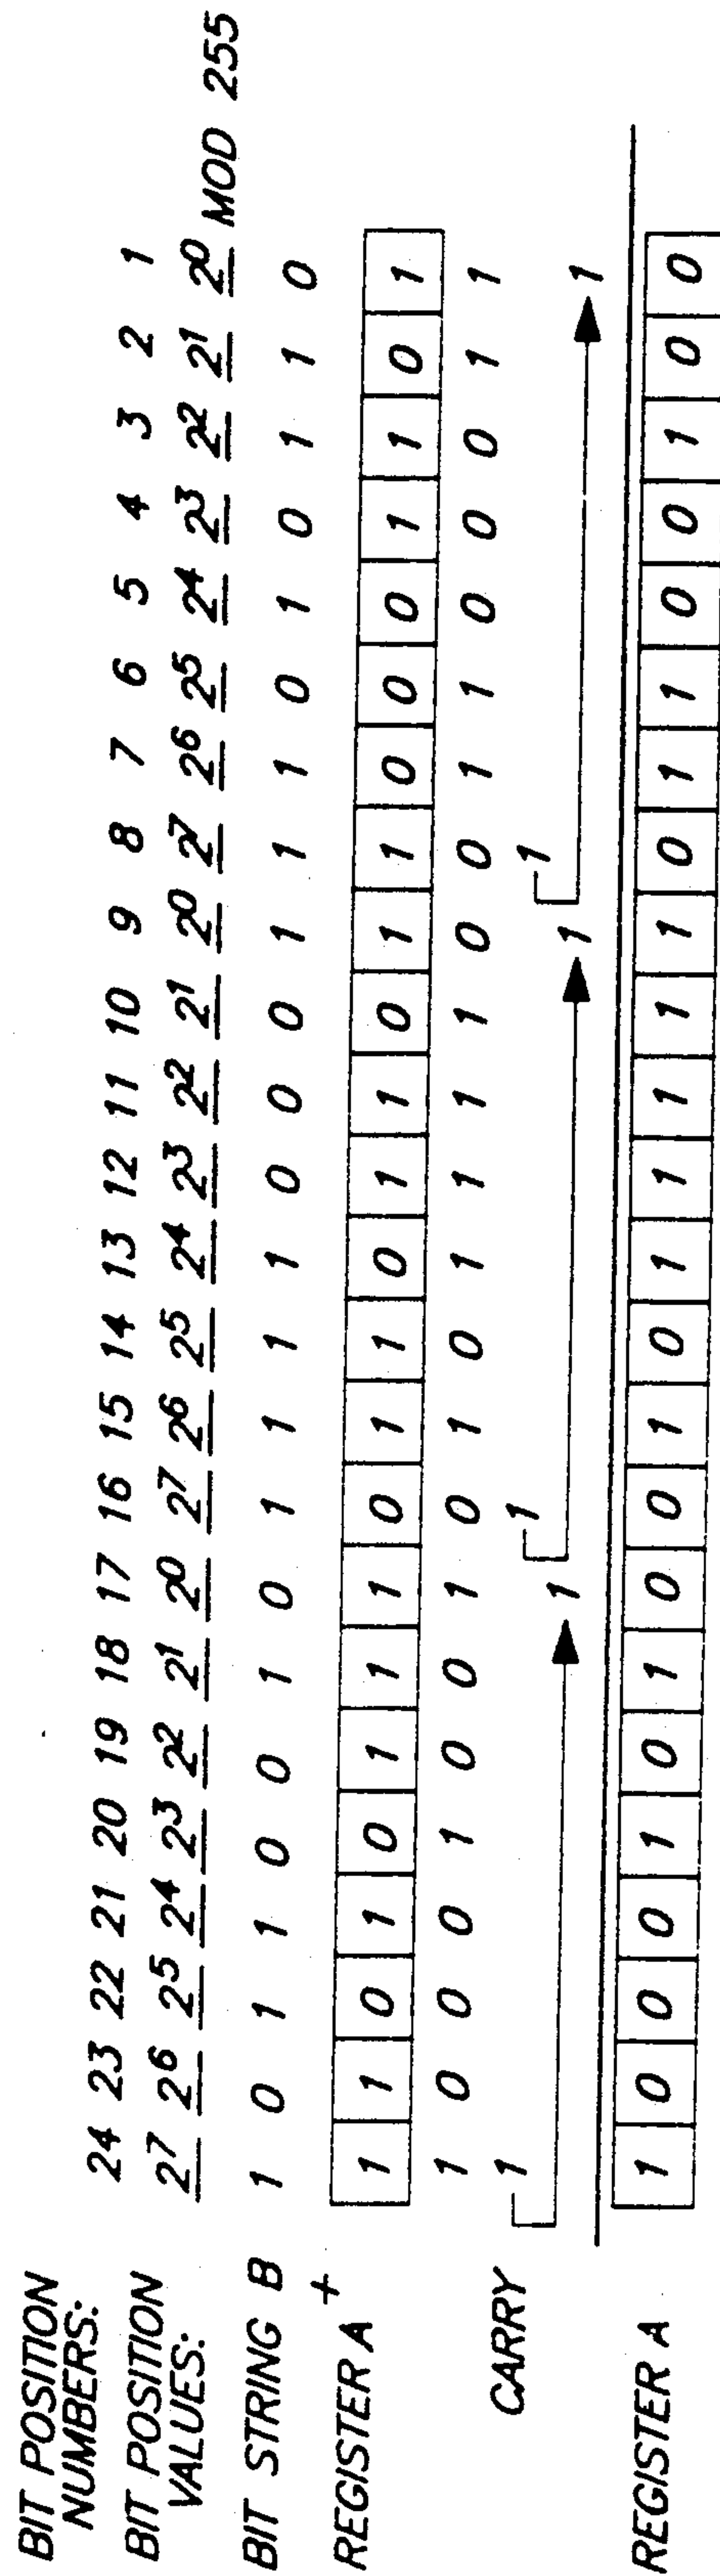 BIT POSITION
NUMBERS: 24 23 22 21 20 19 18 17 16 15 14 13 12 11 10 9 8 7 6 5 4 3 2 1
BIT POSITION
VALUES: 2⁷ 2⁶ 2⁵ 2⁴ 2³ 2² 2¹ 2⁰ 2⁷ 2⁶ 2⁵ 2⁴ 2³ 2² 2¹ 2⁰ 2⁷ 2⁶ 2⁵ 2⁴ 2³ 2² 2¹ 2⁰ MOD 255
BIT STRING B 1 0 1 1 0 0 1 0 1 1 1 1 0 0 0 1 1 1 0 1 0 1 1 0
+
REGISTER A 1 1 0 1 0 1 1 1 0 1 1 0 1 1 0 1 1 0 0 0 1 1 0 1
1 0 0 0 1 0 0 1 0 1 0 1 1 1 1 0 0 1 1 0 0 0 1 1
CARRY 1 1 1
1 1 1
REGISTER A 1 0 0 0 1 0 1 0 0 1 0 1 1 1 1 1 0 1 1 0 0 1 0 0